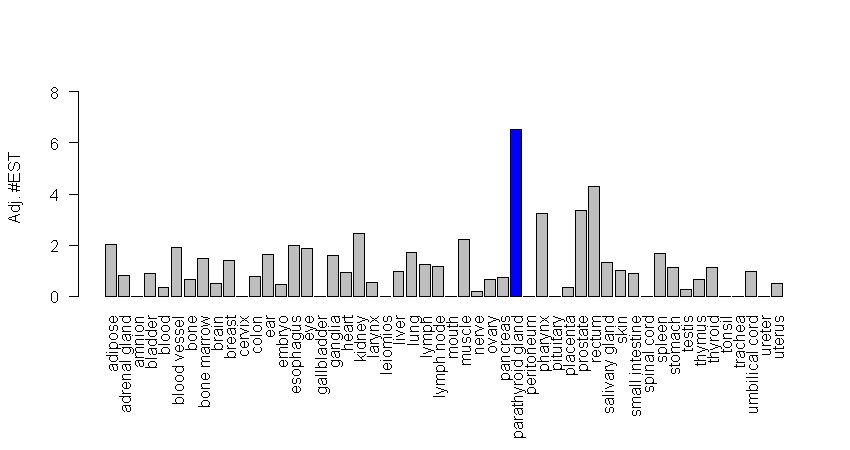 Adj. #EST
8
6
4
2
0
adipose
adrenal gland
amnion
bladder
blood
blood vessel
bone
bone marrow
brain
breast
cervix
colon
ear
embryo
esophagus
eye
gallbladder
ganglia
heart
kidney
larynx
leiomios
liver
lung
lymph
lymph node
mouth
muscle
nerve
ovary
pancreas
parathyroid gland
peritoneum
pharynx
pituitary
placenta
prostate
rectum
salivary gland
skin
small intestine
spinal cord
spleen
stomach
testis
thymus
thyroid
tonsil
trachea
umbilical cord
ureter
uterus